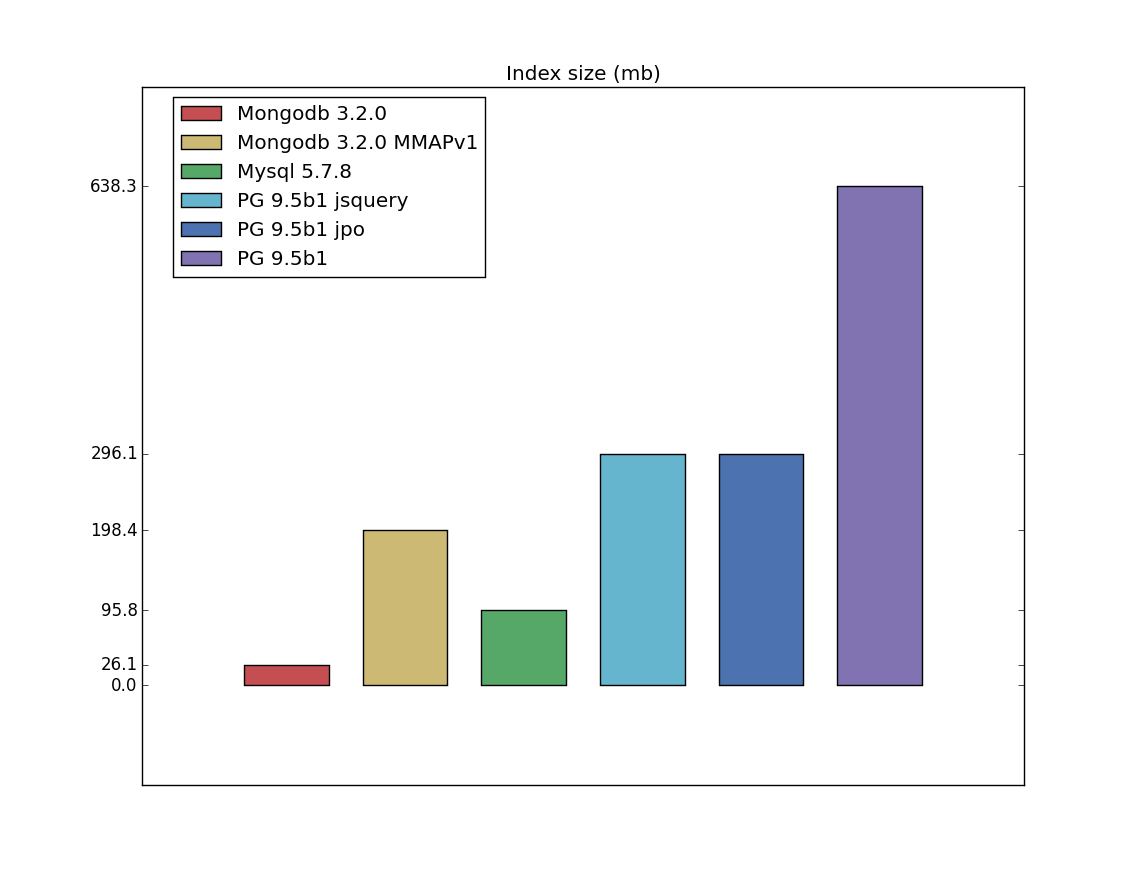 Index size (mb)
Mongodb 3.2.0
Mongodb 3.2.0 MMAPv1
Mysql 5.7.8
PG 9.5b1 jsquery
PG 9.5b1 jpo
PG 9.5b1
638.3
296.1
198.4
95.8
26.1
0.0